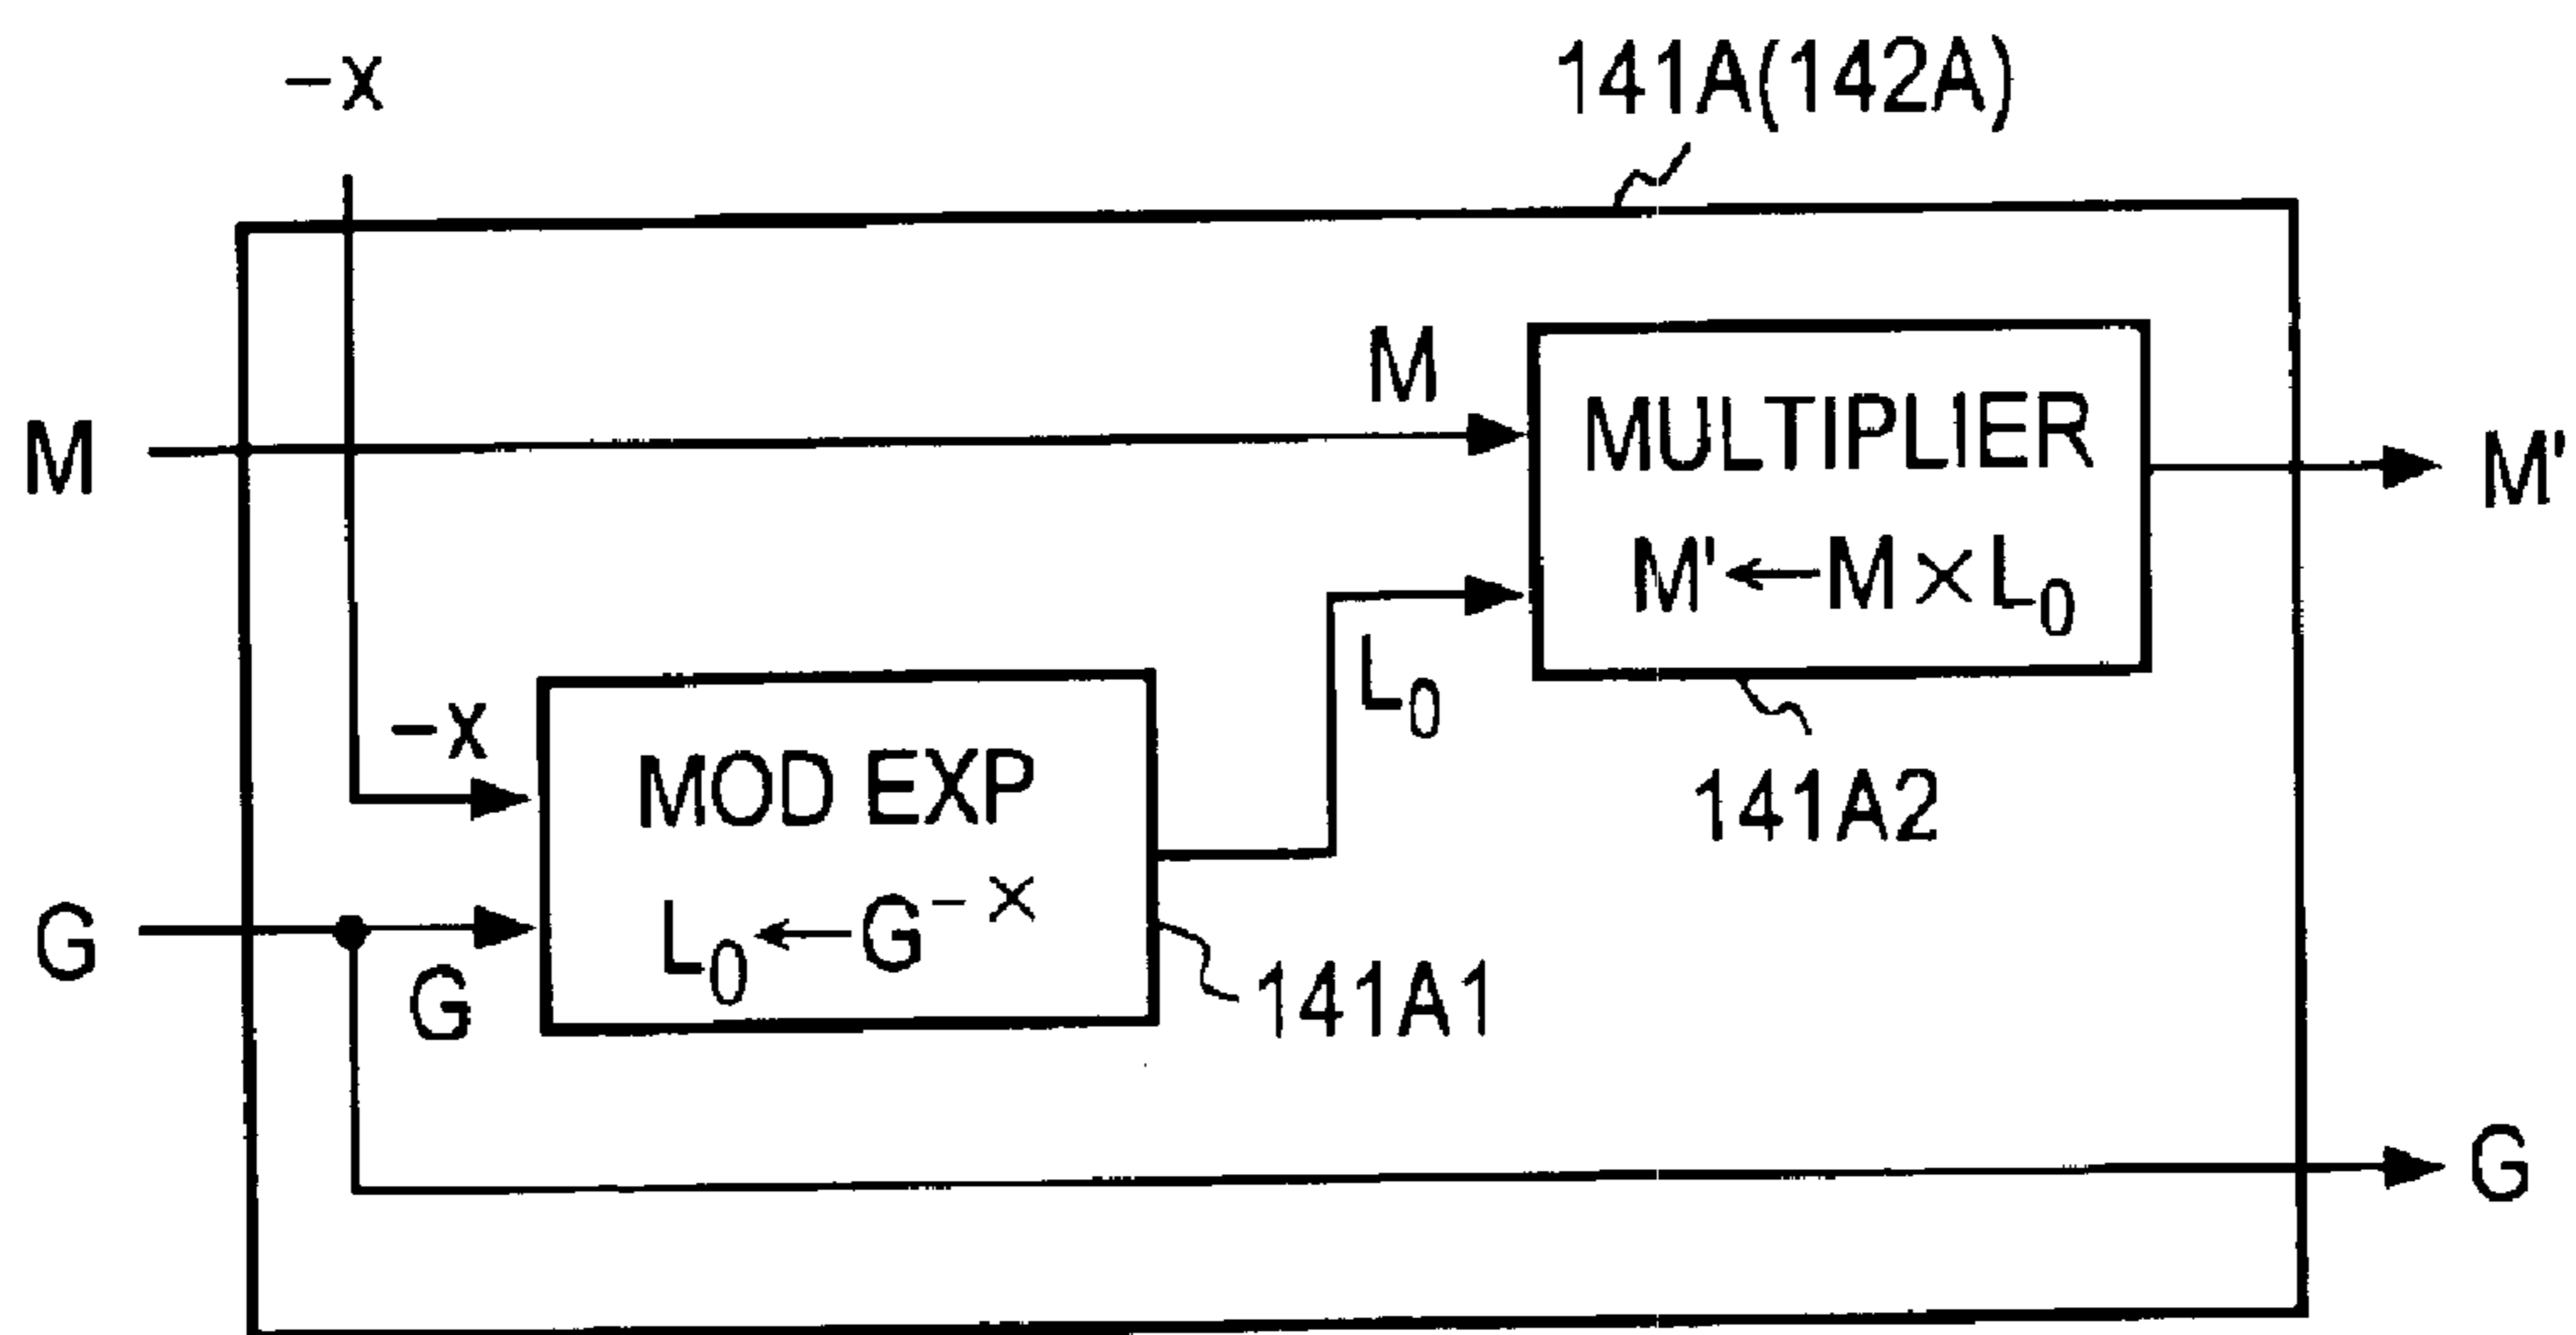 -x
141A(142A)
M
M
MULTIPLIER
M'
M'←M×L₀
L₀
-x
MOD EXP
141A2
L₀←G⁻ˣ
G
G
141A1
G